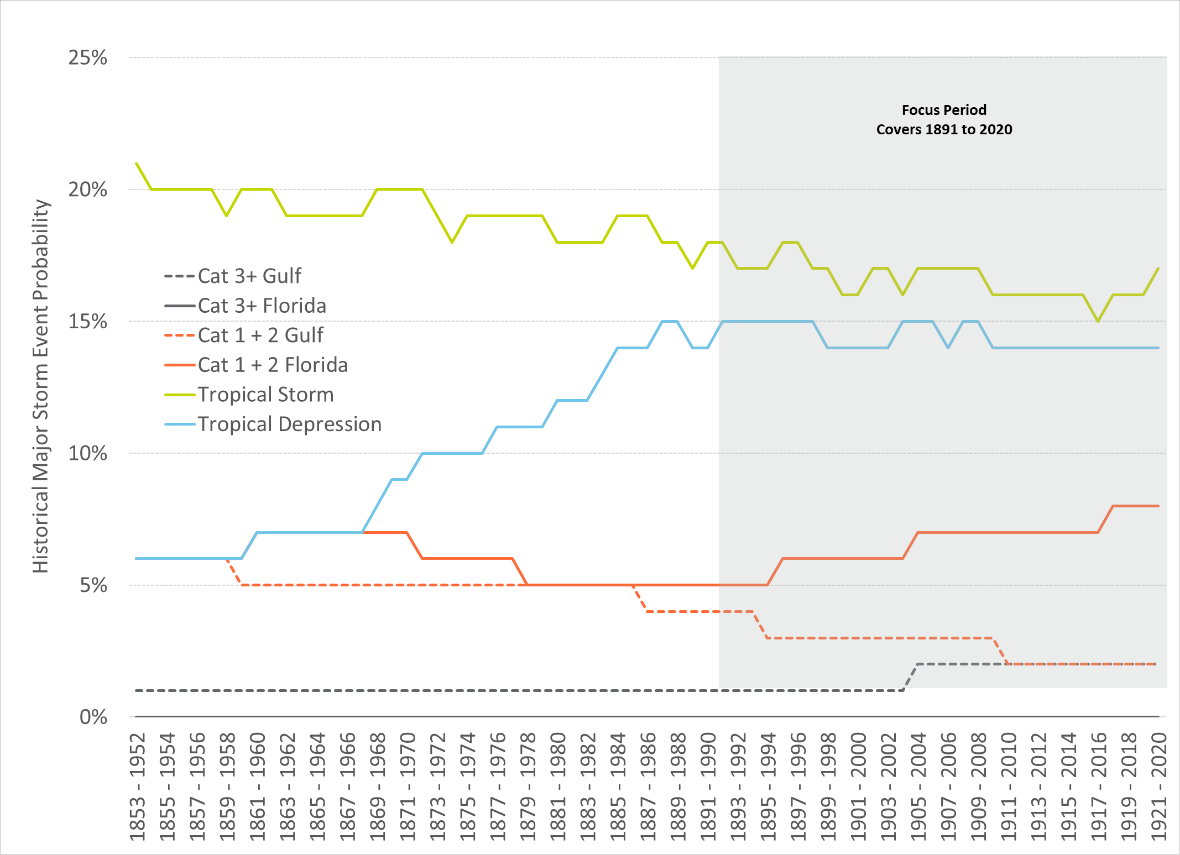 25%
20%
15%
10%
5%
0%
Historical Major Storm Event Probability
Focus Period
Covers 1891 to 2020
Cat 3+ Gulf
Cat 3+ Florida
Cat 1 + 2 Gulf
Cat 1 + 2 Florida
Tropical Storm
Tropical Depression
1853 - 1952
1855 - 1954
1857 - 1956
1859 - 1958
1861 - 1960
1863 - 1962
1865 - 1964
1867 - 1966
1869 - 1968
1871 - 1970
1873 - 1972
1875 - 1974
1877 - 1976
1879 - 1978
1881 - 1980
1883 - 1982
1885 - 1984
1887 - 1986
1889 - 1988
1891 - 1990
1893 - 1992
1895 - 1994
1897 - 1996
1899 - 1998
1901 - 2000
1903 - 2002
1905 - 2004
1907 - 2006
1909 - 2008
1911 - 2010
1913 - 2012
1915 - 2014
1917 - 2016
1919 - 2018
1921 - 2020